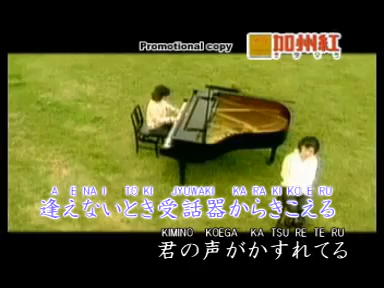 Promotional copy
加州紅
A E NA I TO KI JYUWAKI KA RA KI KO E RU
逢えないとき受話器からきこえる
KIMINO KOEGA KA TSU RE TE RU
君の声がかすれてる